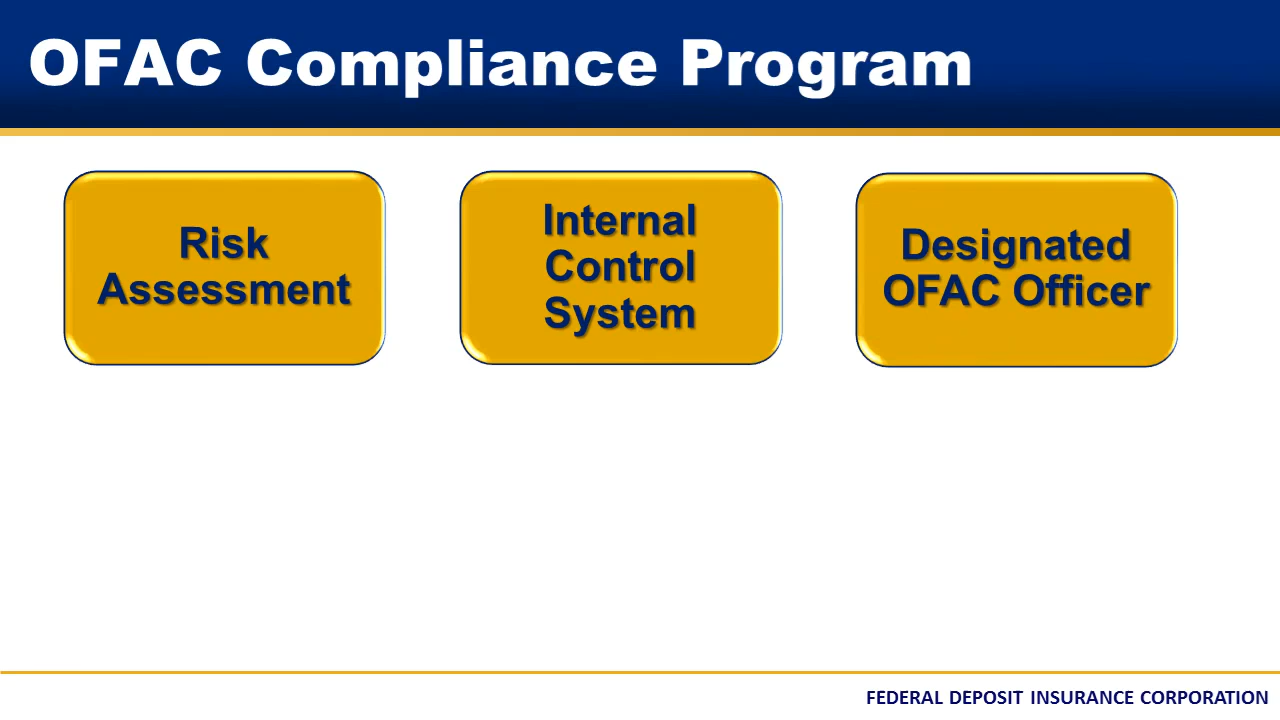 OFAC Compliance Program
Risk
Assessment
Internal
Control
System
Designated
OFAC Officer
FEDERAL DEPOSIT INSURANCE CORPORATION